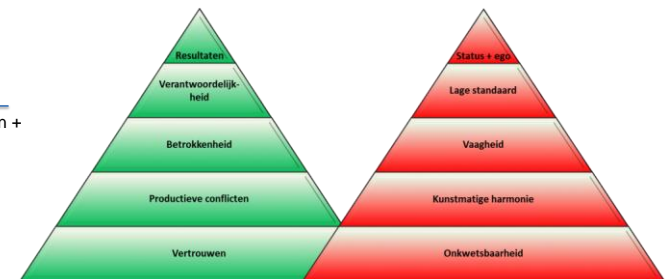 n +
Resultaten
Verantwoordelijk-
heid
Betrokkenheid
Productieve conflicten
Vertrouwen
Status + ego
Lage standaard
Vaagheid
Kunstmatige harmonie
Onkwetsbaarheid